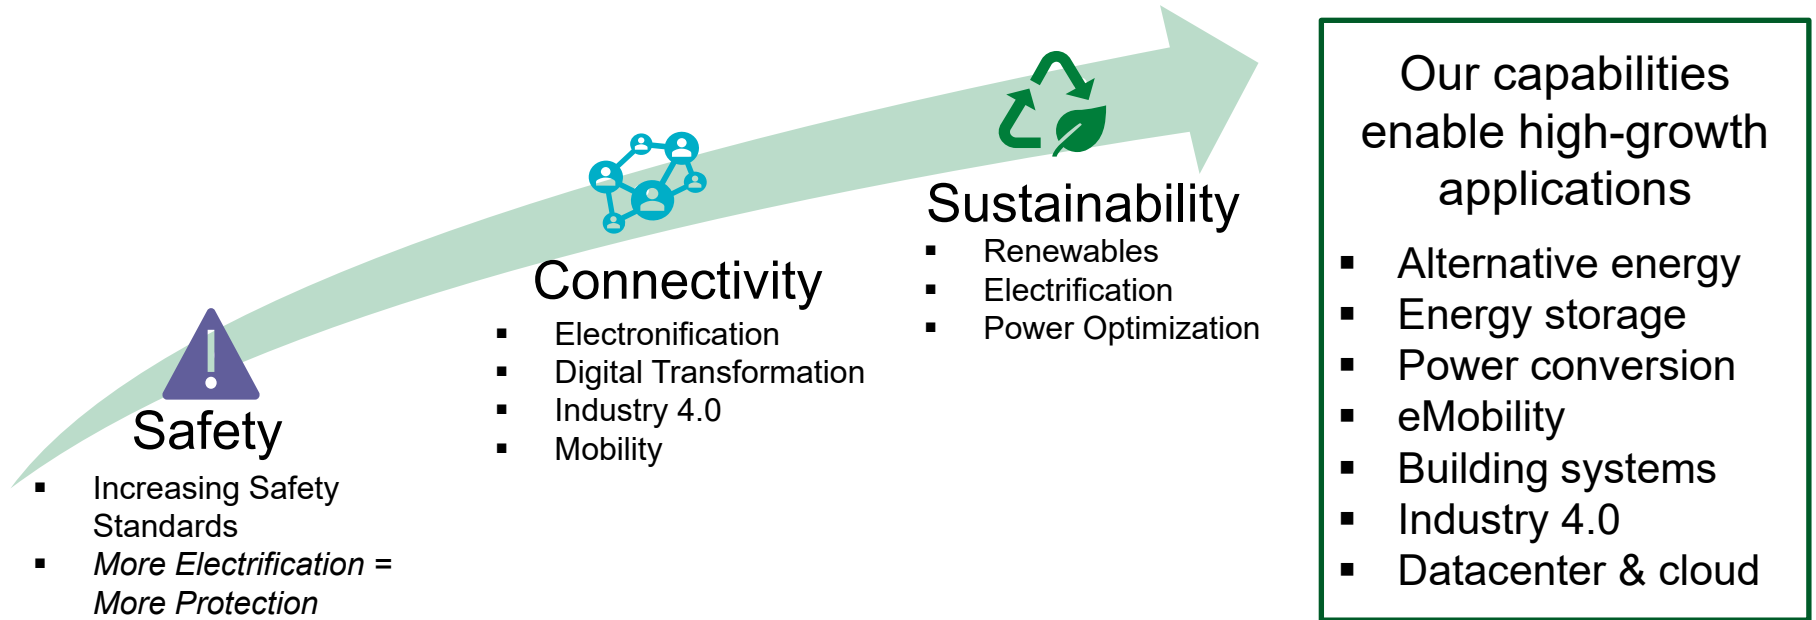 Safety
▪ Increasing Safety
Standards
▪ More Electrification =
More Protection
Connectivity
▪ Electronification
▪ Digital Transformation
▪ Industry 4.0
▪ Mobility
Sustainability
▪ Renewables
▪ Electrification
▪ Power Optimization
Our capabilities
enable high-growth
applications
▪ Alternative energy
▪ Energy storage
▪ Power conversion
▪ eMobility
▪ Building systems
▪ Industry 4.0
▪ Datacenter & cloud